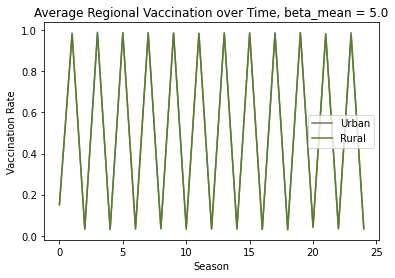 Average Regional Vaccination over Time, beta_mean = 5.0
1.0
0.8
0.6
0.4
0.2
0.0
Vaccination Rate
Urban
Rural
0 5 10 15 20 25
Season